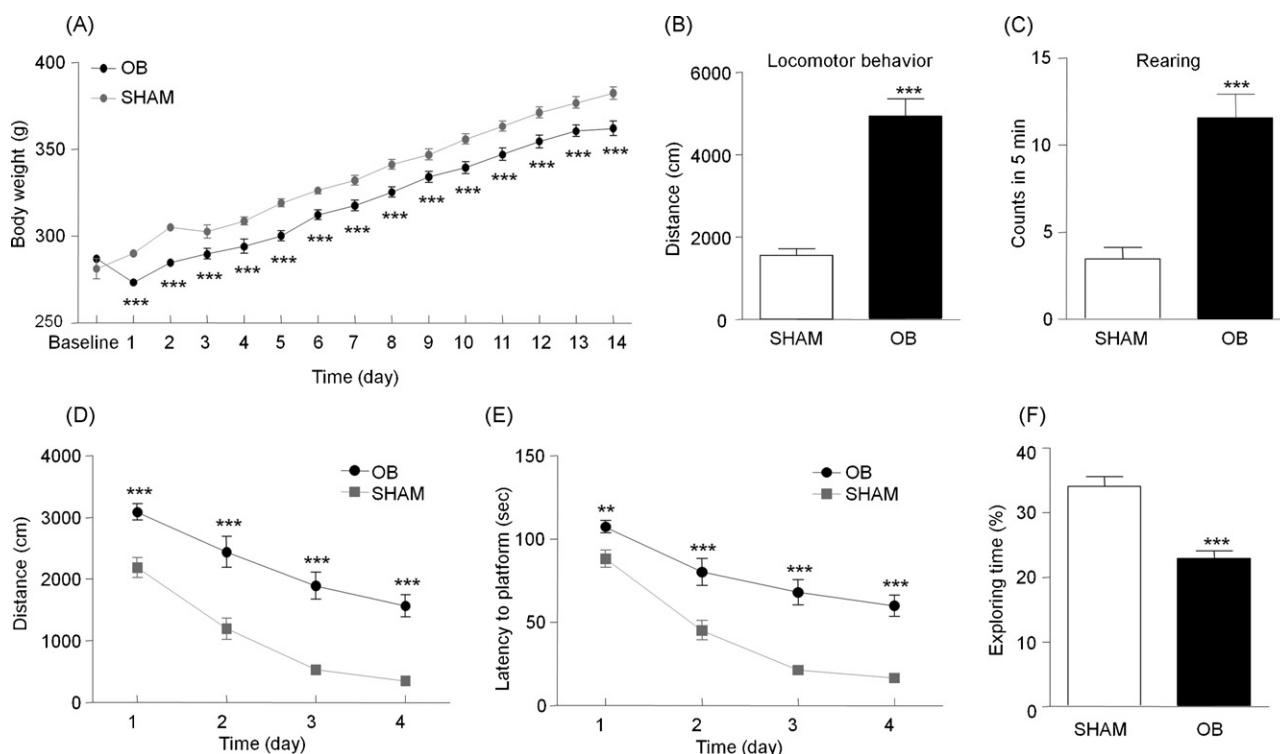 (A)
OB
SHAM
Body weight (g)
400
350
300
250
***
***
***
***
***
***
***
***
***
***
***
***
***
***
Baseline 1 2 3 4 5 6 7 8 9 10 11 12 13 14
Time (day)
(B)
Locomotor behavior
Distance (cm)
6000
4000
2000
0
***
SHAM OB
(C)
Rearing
Counts in 5 min
15
10
5
0
***
SHAM OB
(D)
OB
SHAM
Distance (cm)
4000
3000
2000
1000
0
***
***
***
***
1 2 3 4
Time (day)
(E)
OB
SHAM
Latency to platform (sec)
150
100
50
0
**
***
***
***
1 2 3 4
Time (day)
(F)
Exploring time (%)
40
30
20
10
0
***
SHAM OB